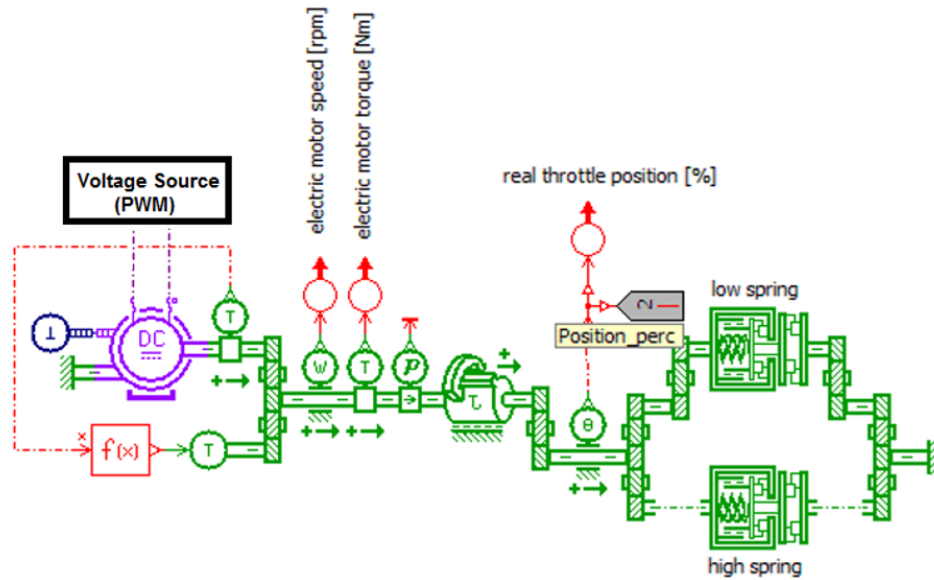 electric motor speed [rpm]
electric motor torque [Nm]
real throttle position [%]
Voltage Source
(PWM)
low spring
2
Position_perc
T
DC
T
W
T
P
τ
θ
x
f(x)
T
high spring